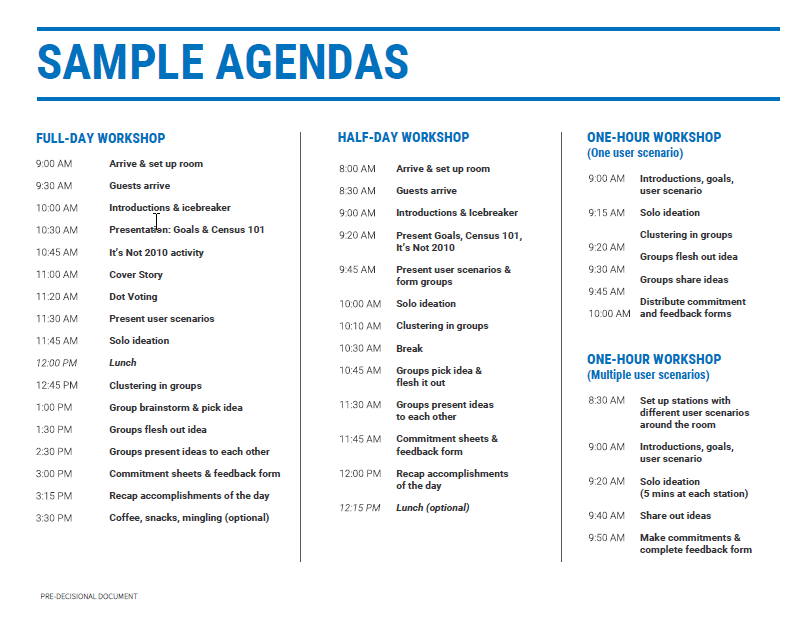 SAMPLE AGENDAS
FULL-DAY WORKSHOP
9:00 AM Arrive & set up room
9:30 AM Guests arrive
10:00 AM Introductions & icebreaker
10:30 AM Presentation: Goals & Census 101
10:45 AM It's Not 2010 activity
11:00 AM Cover Story
11:20 AM Dot Voting
11:30 AM Present user scenarios
11:45 AM Solo ideation
12:00 PM Lunch
12:45 PM Clustering in groups
1:00 PM Group brainstorm & pick idea
1:30 PM Groups flesh out idea
2:30 PM Groups present ideas to each other
3:00 PM Commitment sheets & feedback form
3:15 PM Recap accomplishments of the day
3:30 PM Coffee, snacks, mingling (optional)
HALF-DAY WORKSHOP
8:00 AM Arrive & set up room
8:30 AM Guests arrive
9:00 AM Introductions & Icebreaker
9:20 AM Present Goals, Census 101,
It's Not 2010
9:45 AM Present user scenarios &
form groups
10:00 AM Solo ideation
10:10 AM Clustering in groups
10:30 AM Break
10:45 AM Groups pick idea &
flesh it out
11:30 AM Groups present ideas
to each other
11:45 AM Commitment sheets &
feedback form
12:00 PM Recap accomplishments
of the day
12:15 PM Lunch (optional)
ONE-HOUR WORKSHOP
(One user scenario)
9:00 AM Introductions, goals,
user scenario
9:15 AM Solo ideation
Clustering in groups
9:20 AM
Groups flesh out idea
9:30 AM
Groups share ideas
9:45 AM
Distribute commitment
10:00 AM and feedback forms
ONE-HOUR WORKSHOP
(Multiple user scenarios)
8:30 AM Set up stations with
different user scenarios
around the room
9:00 AM Introductions, goals,
user scenario
9:20 AM Solo ideation
(5 mins at each station)
9:40 AM Share out ideas
9:50 AM Make commitments &
complete feedback form
PRE-DECISIONAL DOCUMENT